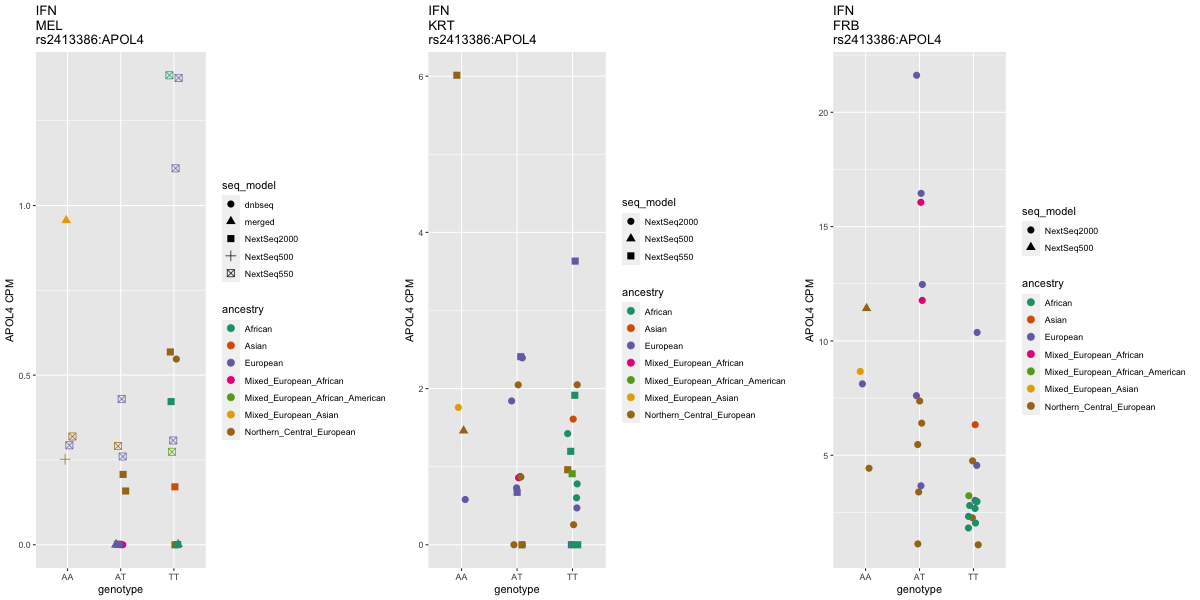 IFN
MEL
rs2413386:APOL4
APOL4 CPM
1.0
0.5
0.0
AA
AT
TT
genotype
seq_model
dnbseq
merged
NextSeq2000
NextSeq500
NextSeq550
ancestry
African
Asian
European
Mixed_European_African
Mixed_European_African_American
Mixed_European_Asian
Northern_Central_European
IFN
KRT
rs2413386:APOL4
APOL4 CPM
6
4
2
0
AA
AT
TT
genotype
seq_model
NextSeq2000
NextSeq500
NextSeq550
ancestry
African
Asian
European
Mixed_European_African
Mixed_European_African_American
Mixed_European_Asian
Northern_Central_European
IFN
FRB
rs2413386:APOL4
APOL4 CPM
20
15
10
5
AA
AT
TT
genotype
seq_model
NextSeq2000
NextSeq500
ancestry
African
Asian
European
Mixed_European_African
Mixed_European_African_American
Mixed_European_Asian
Northern_Central_European